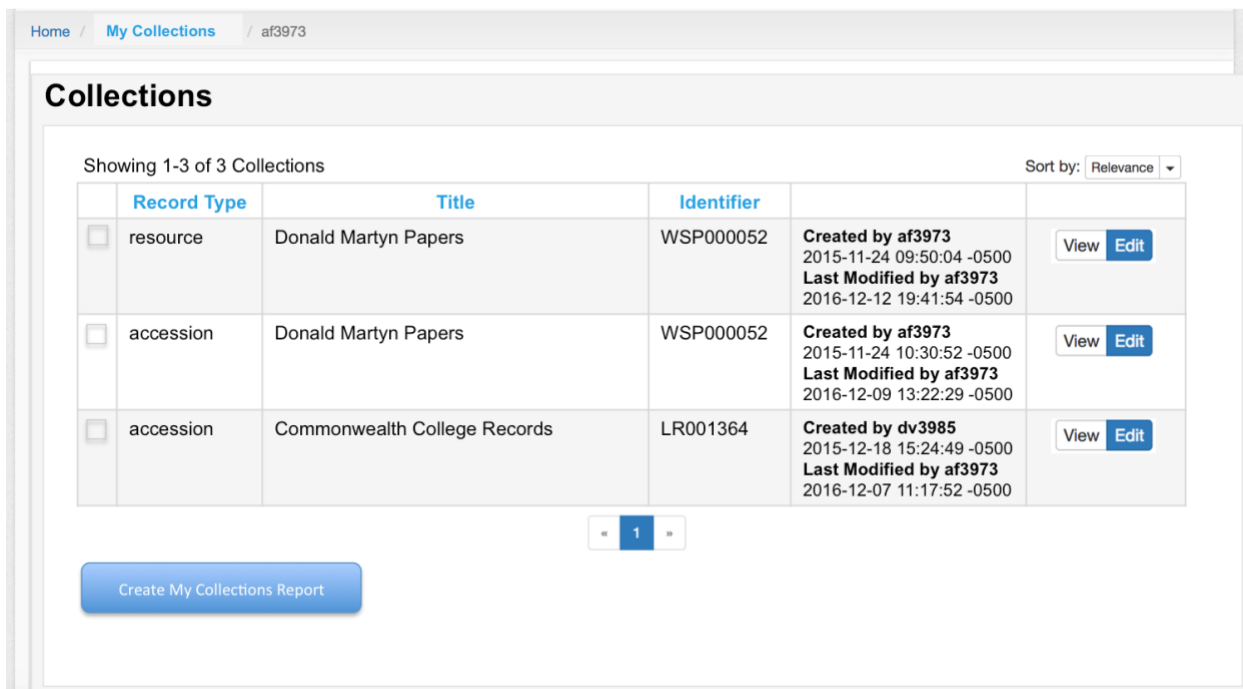 Home / My Collections / af3973
Collections
Showing 1-3 of 3 Collections
Sort by: Relevance
Record Type Title Identifier
resource Donald Martyn Papers WSP000052 Created by af3973 View Edit
2015-11-24 09:50:04 -0500
Last Modified by af3973
2016-12-12 19:41:54 -0500
accession Donald Martyn Papers WSP000052 Created by af3973 View Edit
2015-11-24 10:30:52 -0500
Last Modified by af3973
2016-12-09 13:22:29 -0500
accession Commonwealth College Records LR001364 Created by dv3985 View Edit
2015-12-18 15:24:49 -0500
Last Modified by af3973
2016-12-07 11:17:52 -0500
« 1 »
Create My Collections Report